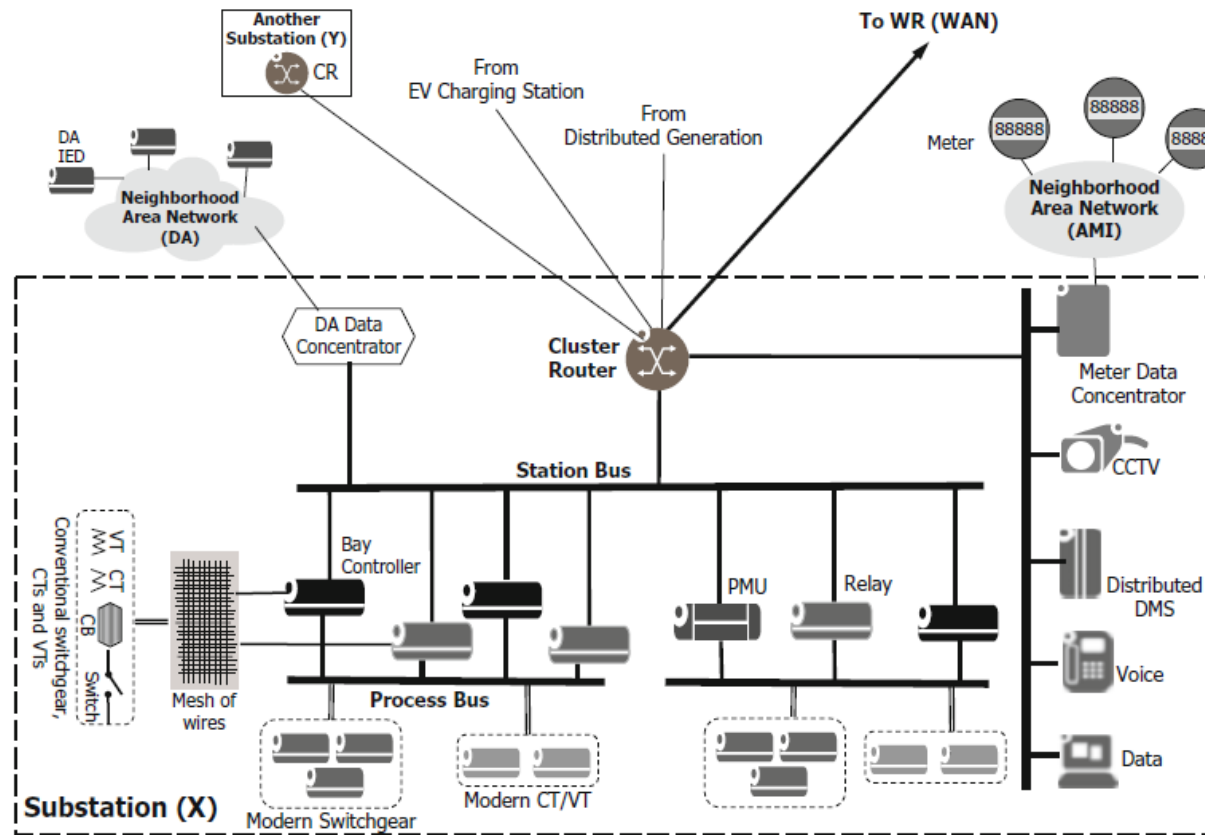 Another
Substation (Y)
CR
To WR (WAN)
From
EV Charging Station
From
Distributed Generation
DA
IED
Neighborhood
Area Network
(DA)
Meter
88888
88888
8888
Neighborhood
Area Network
(AMI)
DA Data
Concentrator
Cluster
Router
Meter Data
Concentrator
CCTV
Station Bus
Conventional switchgear,
CTs and VTs
VT
CT
CB
Switch
Bay
Controller
PMU
Relay
Distributed
DMS
Mesh of
wires
Process Bus
Voice
Data
Modern CT/VT
Modern Switchgear
Substation (X)